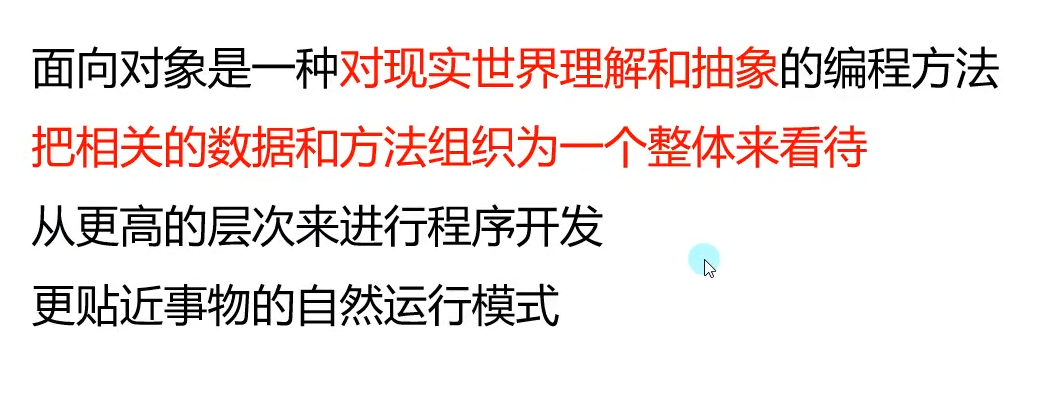 面向对象是一种对现实世界理解和抽象的编程方法
把相关的数据和方法组织为一个整体来看待
从更高的层次来进行程序开发
更贴近事物的自然运行模式